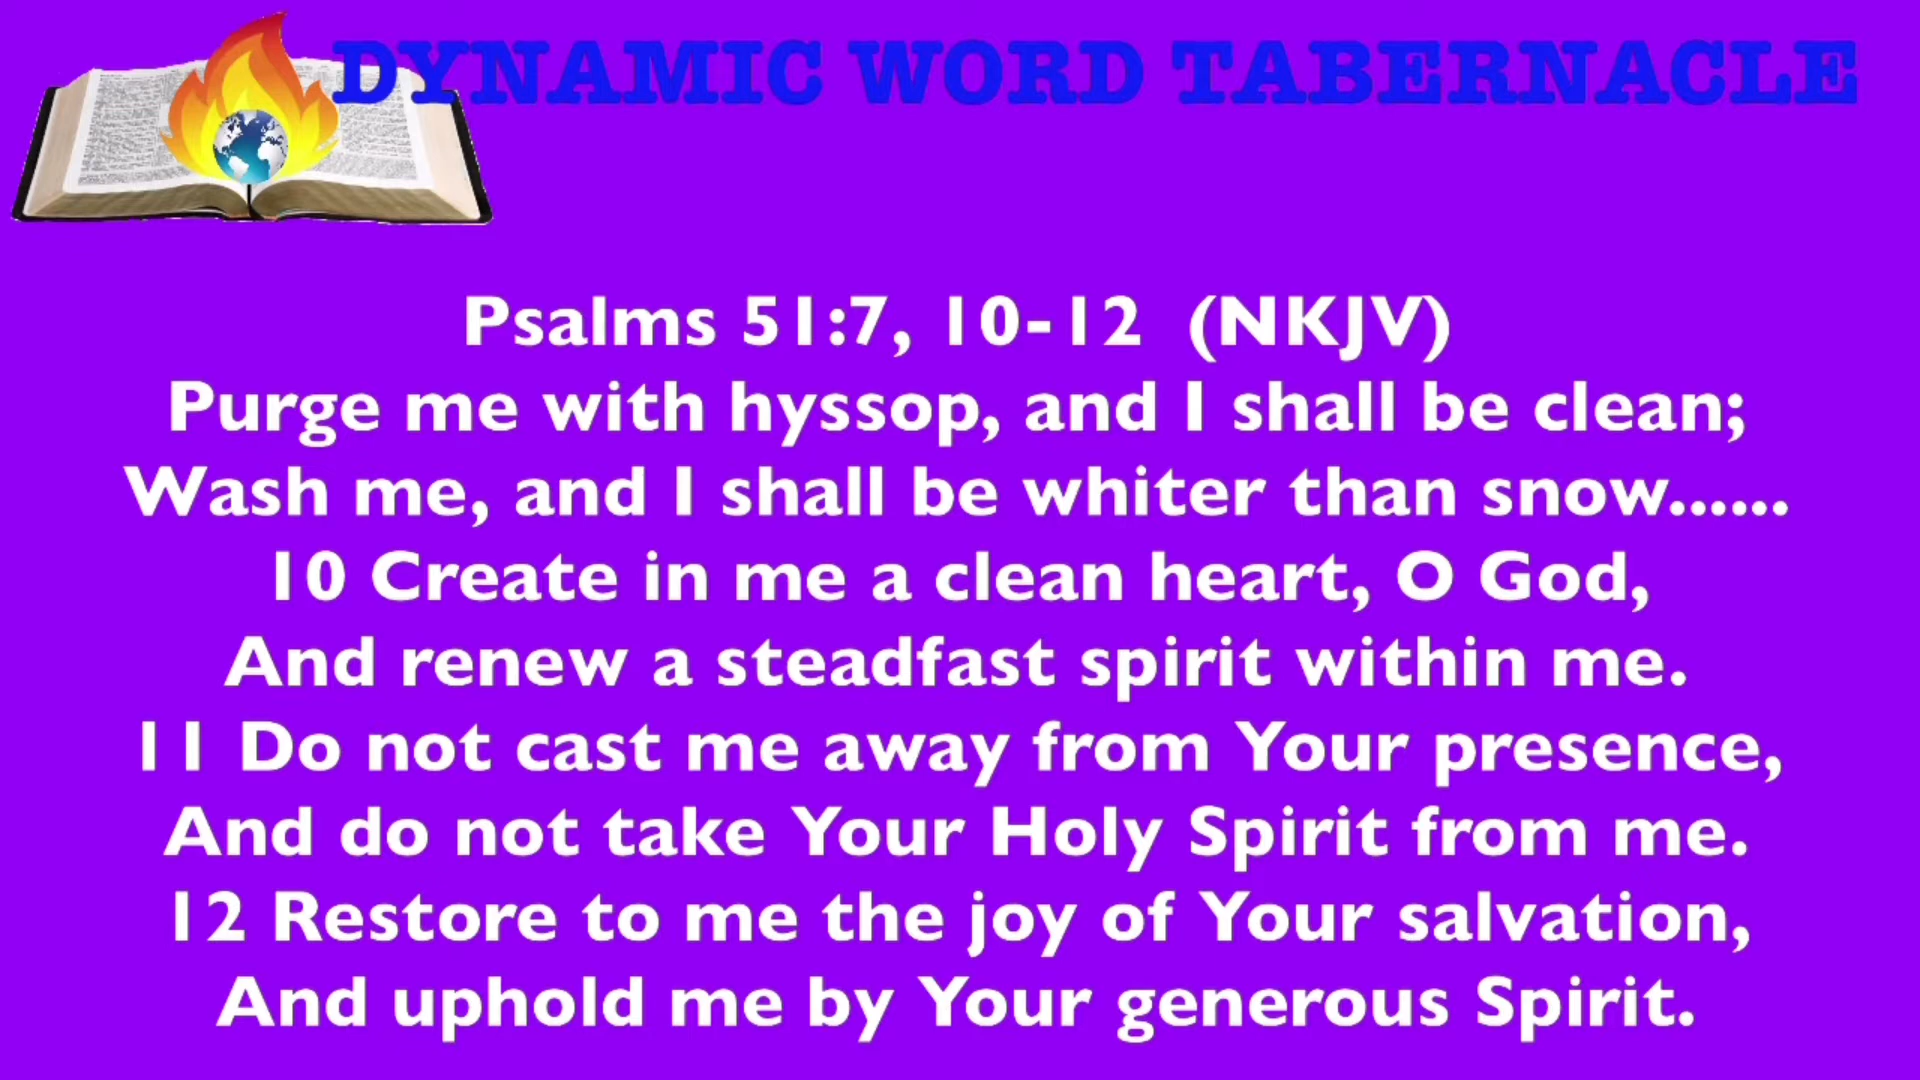 DYNAMIC WORD TABERNACLE
Psalms 51:7, 10-12 (NKJV)
Purge me with hyssop, and I shall be clean;
Wash me, and I shall be whiter than snow......
10 Create in me a clean heart, O God,
And renew a steadfast spirit within me.
11 Do not cast me away from Your presence,
And do not take Your Holy Spirit from me.
12 Restore to me the joy of Your salvation,
And uphold me by Your generous Spirit.